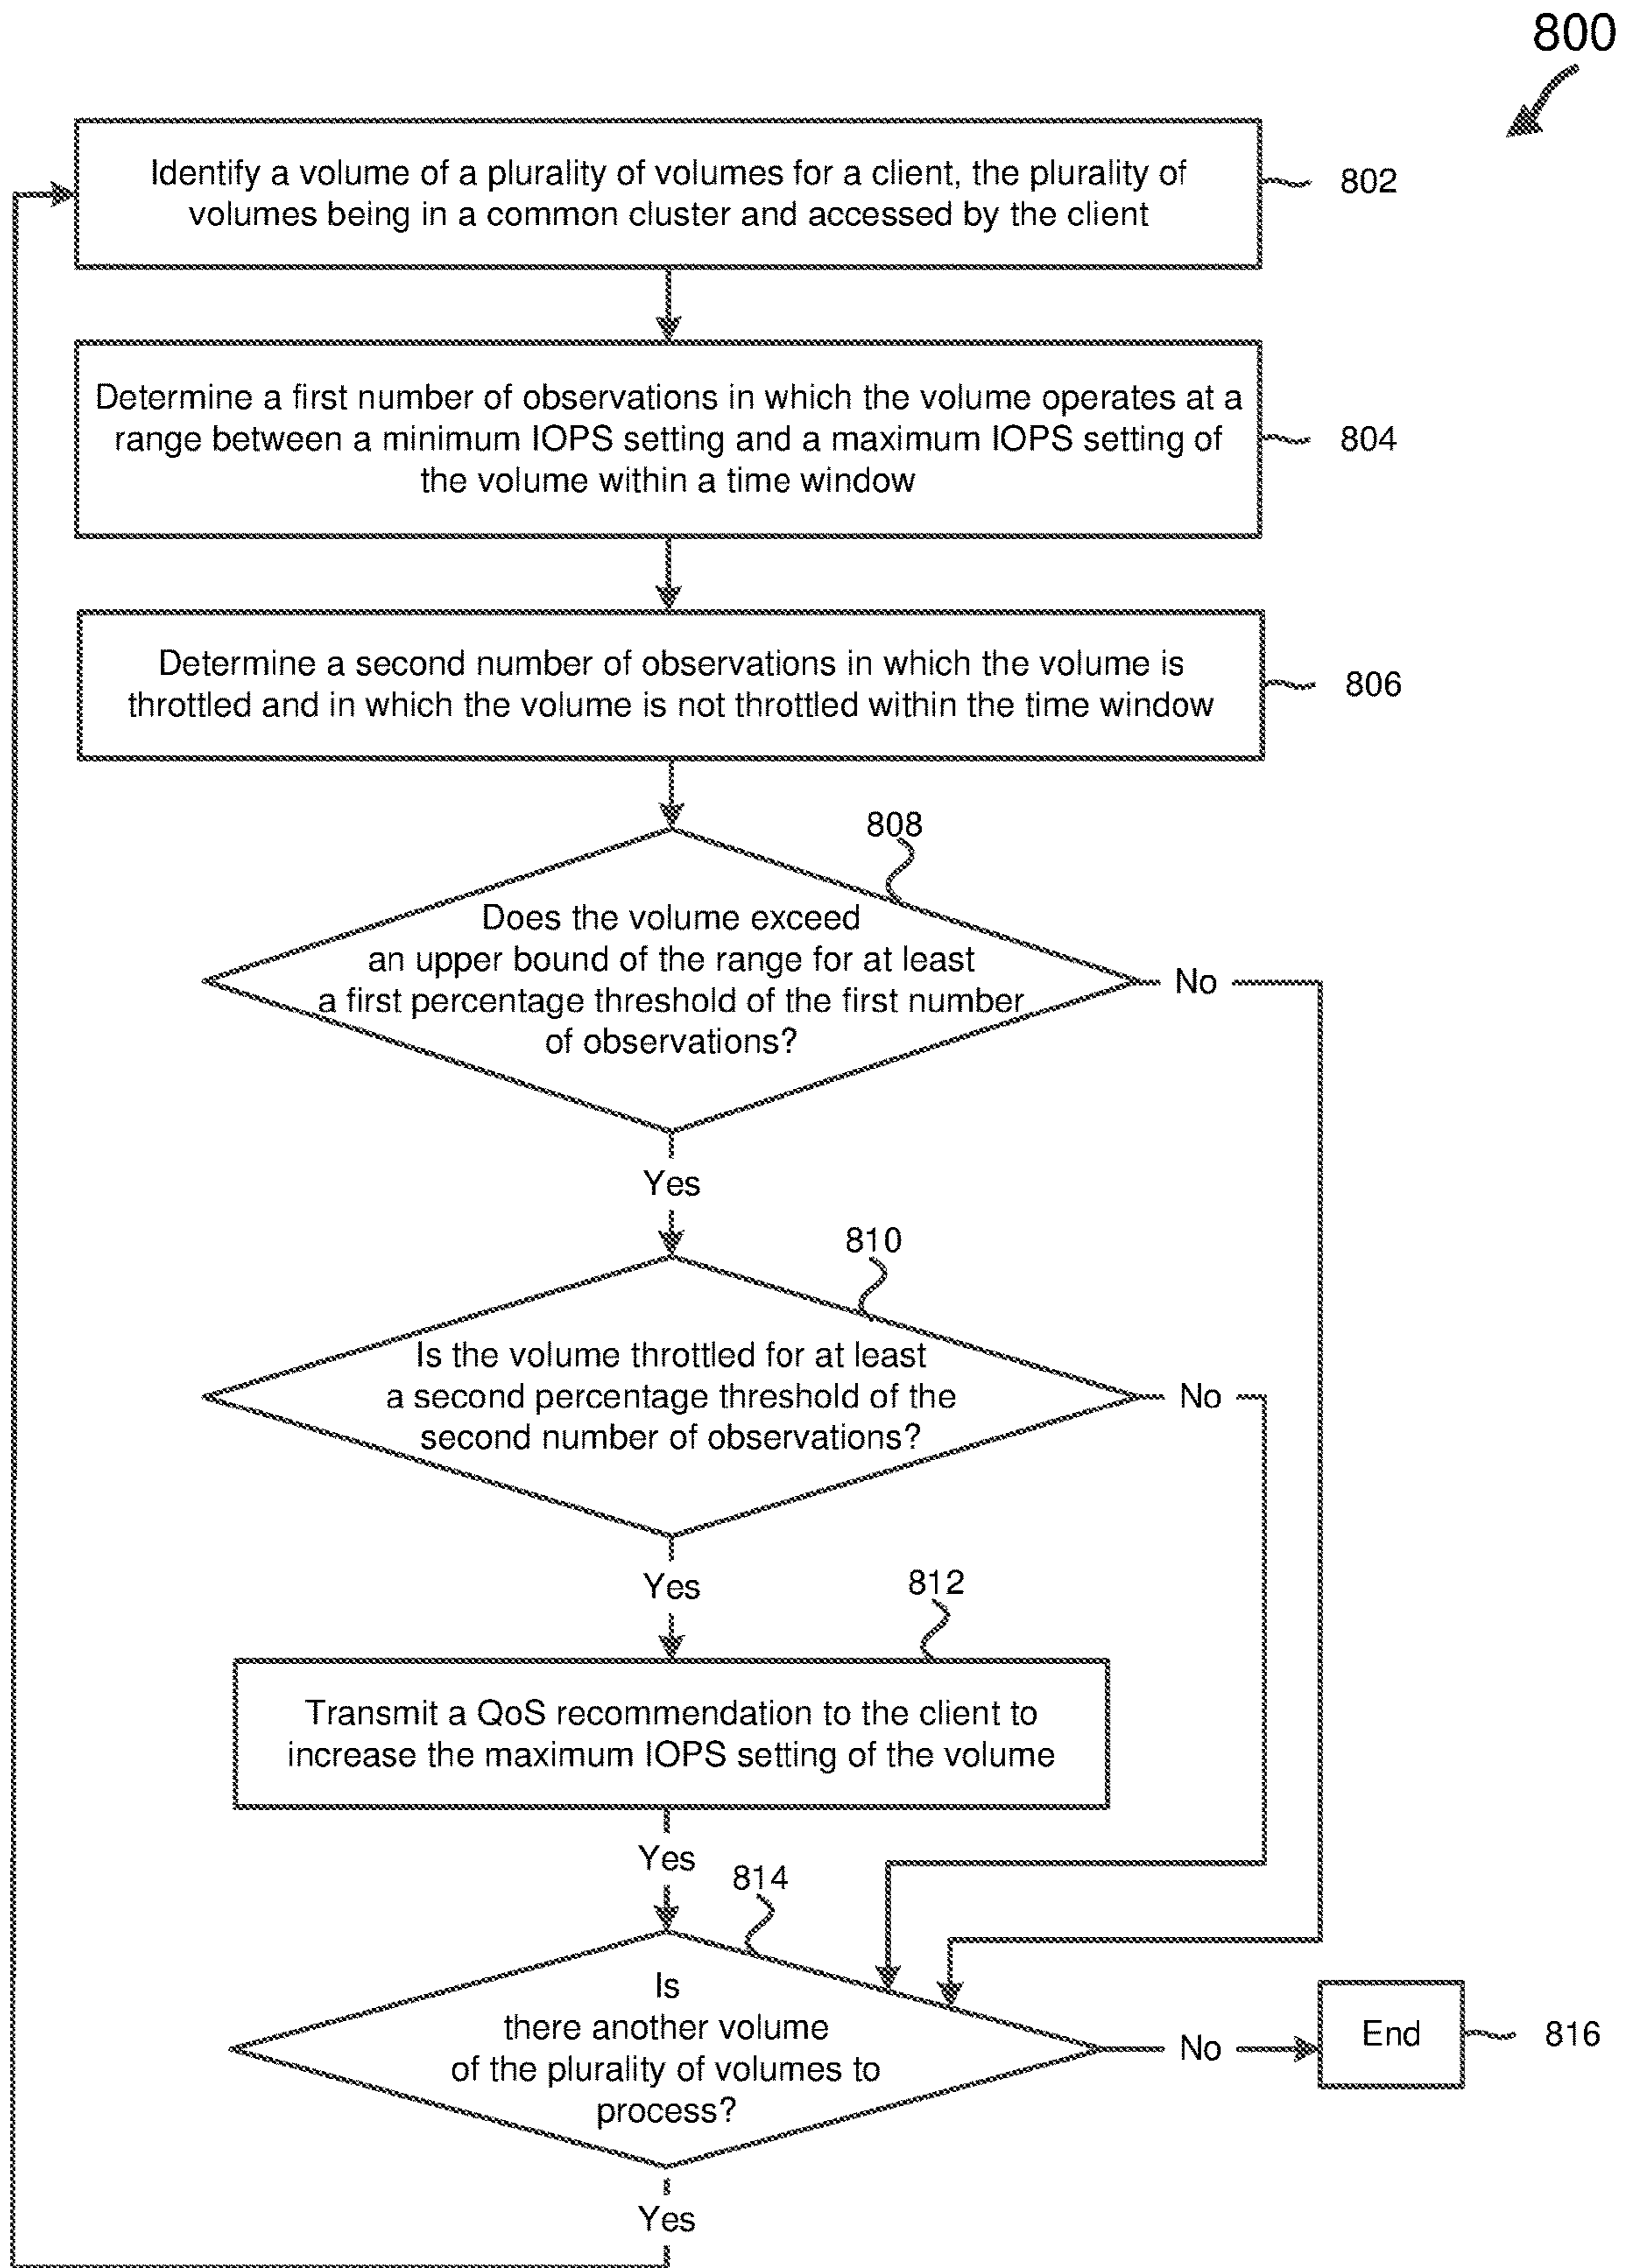 800
Identify a volume of a plurality of volumes for a client, the plurality of
volumes being in a common cluster and accessed by the client
802
Determine a first number of observations in which the volume operates at a
range between a minimum IOPS setting and a maximum IOPS setting of
the volume within a time window
804
Determine a second number of observations in which the volume is
throttled and in which the volume is not throttled within the time window
806
808
Does the volume exceed
an upper bound of the range for at least
a first percentage threshold of the first number
of observations?
No
Yes
810
Is the volume throttled for at least
a second percentage threshold of the
second number of observations?
No
Yes
812
Transmit a QoS recommendation to the client to
increase the maximum IOPS setting of the volume
Yes
814
Is
there another volume
of the plurality of volumes to
process?
No
End
816
Yes